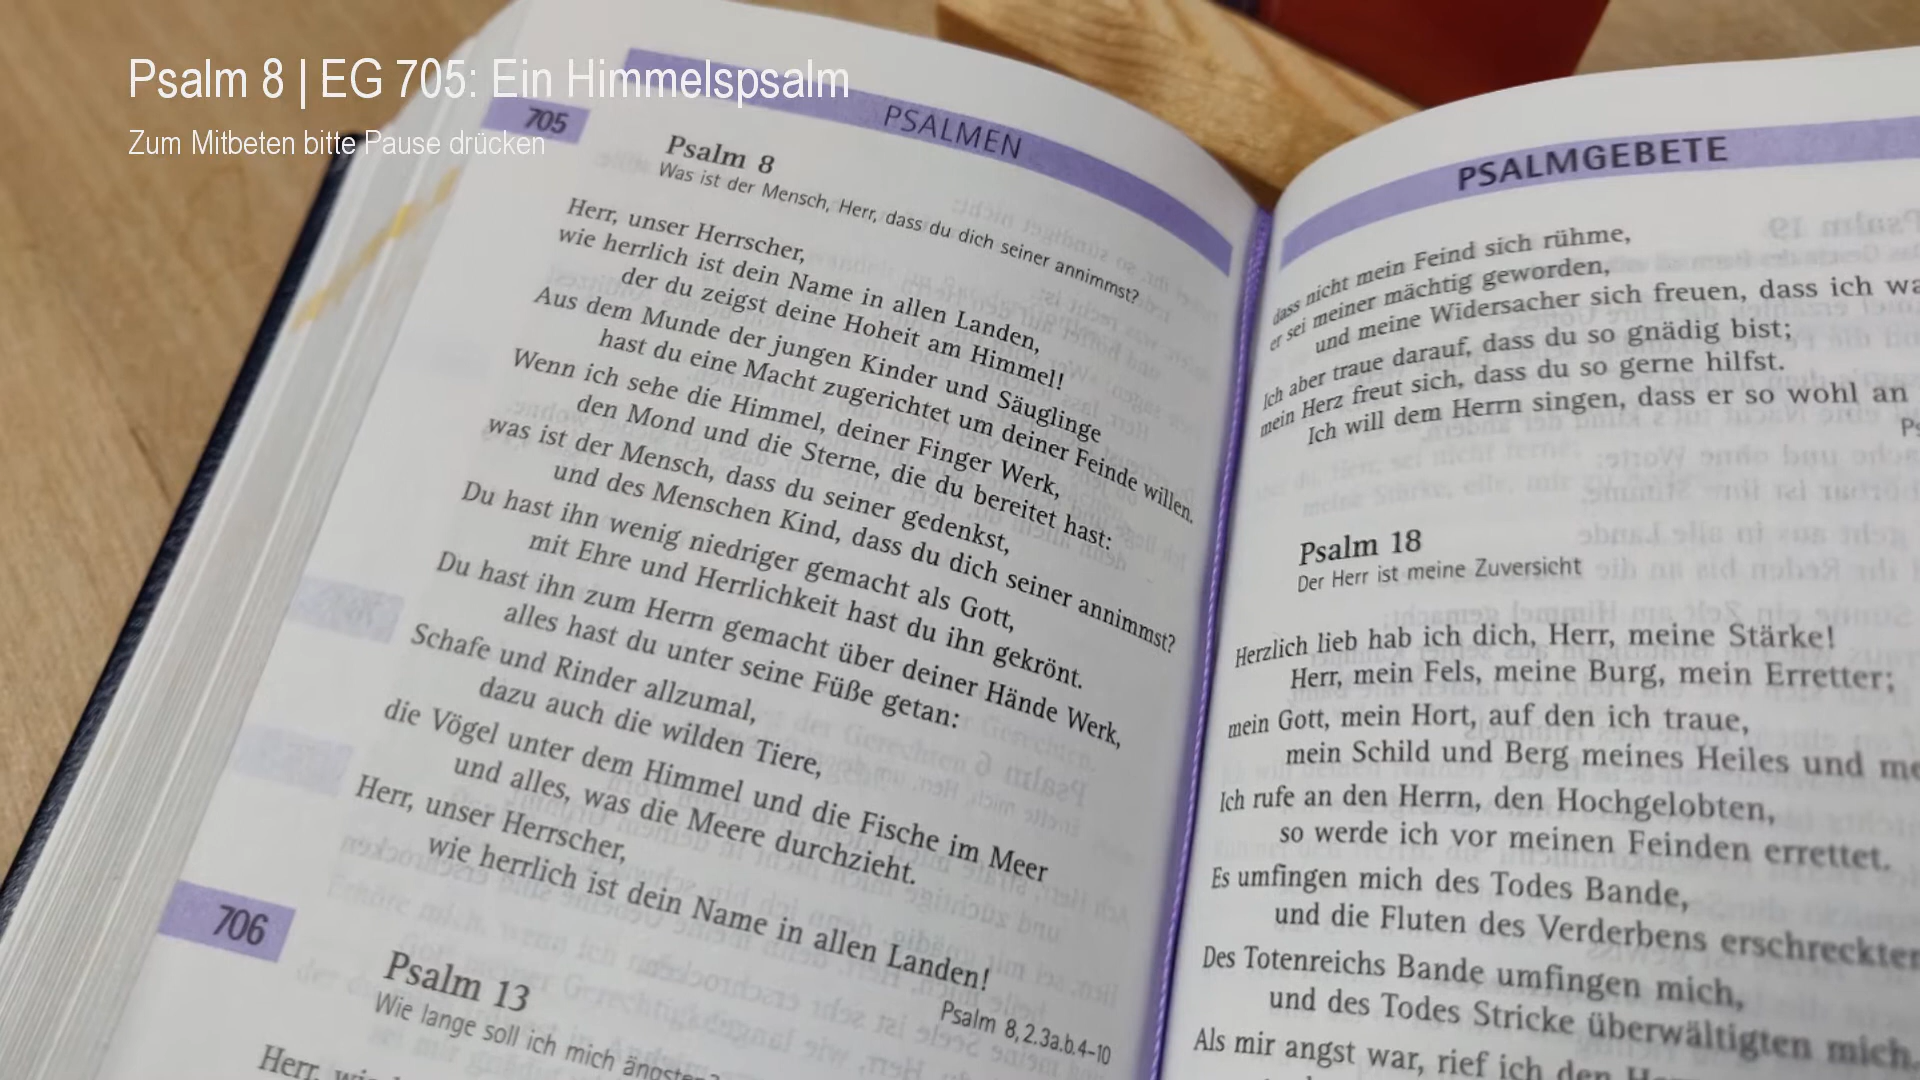 Psalm 8 | EG 705: Ein Himmelspsalm
Zum Mitbeten bitte Pause drücken
705
PSALMEN
Psalm 8
Was ist der Mensch, Herr, dass du dich seiner annimmst?
Herr, unser Herrscher,
wie herrlich ist dein Name in allen Landen,
der du zeigst deine Hoheit am Himmel!
Aus dem Munde der jungen Kinder und Säuglinge
hast du eine Macht zugerichtet um deiner Feinde willen.
Wenn ich sehe die Himmel, deiner Finger Werk,
den Mond und die Sterne, die du bereitet hast:
was ist der Mensch, dass du seiner gedenkst,
und des Menschen Kind, dass du dich seiner annimmst?
Du hast ihn wenig niedriger gemacht als Gott,
mit Ehre und Herrlichkeit hast du ihn gekrönt.
Du hast ihn zum Herrn gemacht über deiner Hände Werk,
alles hast du unter seine Füße getan:
Schafe und Rinder allzumal,
dazu auch die wilden Tiere,
die Vögel unter dem Himmel und die Fische im Meer
und alles, was die Meere durchzieht.
Herr, unser Herrscher,
wie herrlich ist dein Name in allen Landen!
Psalm 8,2.3a.b.4–10
706
Psalm 13
Wie lange soll ich mich ängsten?
Herr,
PSALMGEBETE
dass nicht mein Feind sich rühme,
er sei meiner mächtig geworden,
und meine Widersacher sich freuen, dass ich
Ich aber traue darauf, dass du so gnädig bist;
mein Herz freut sich, dass du so gerne hilfst.
Ich will dem Herrn singen, dass er so wohl an
Psalm 18
Der Herr ist meine Zuversicht
Herzlich lieb hab ich dich, Herr, meine Stärke!
Herr, mein Fels, meine Burg, mein Erretter;
mein Gott, mein Hort, auf den ich traue,
mein Schild und Berg meines Heiles und
Ich rufe an den Herrn, den Hochgelobten,
so werde ich vor meinen Feinden errettet.
Es umfingen mich des Todes Bande,
und die Fluten des Verderbens erschreckten
Des Totenreichs Bande umfingen mich,
und des Todes Stricke überwältigten mich.
Als mir angst war, rief ich den